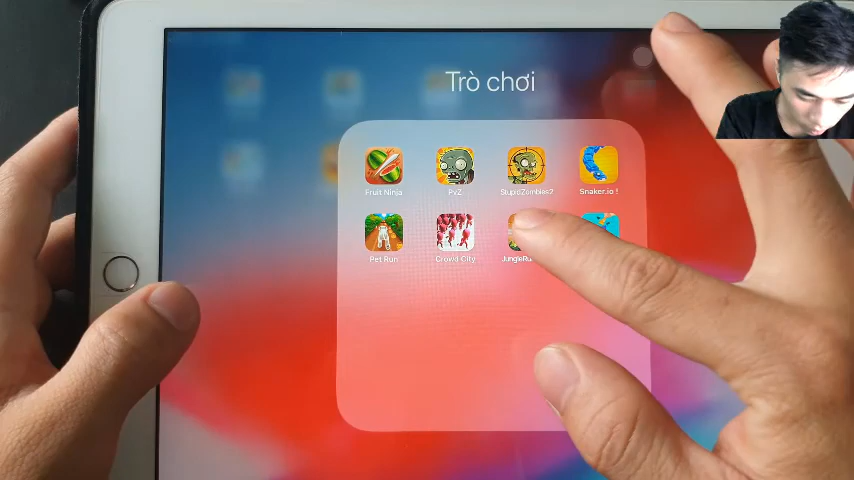 Trò chơi
Fruit Ninja
PvZ
StupidZombies2
Snaker.io !
Pet Run
Crowd City